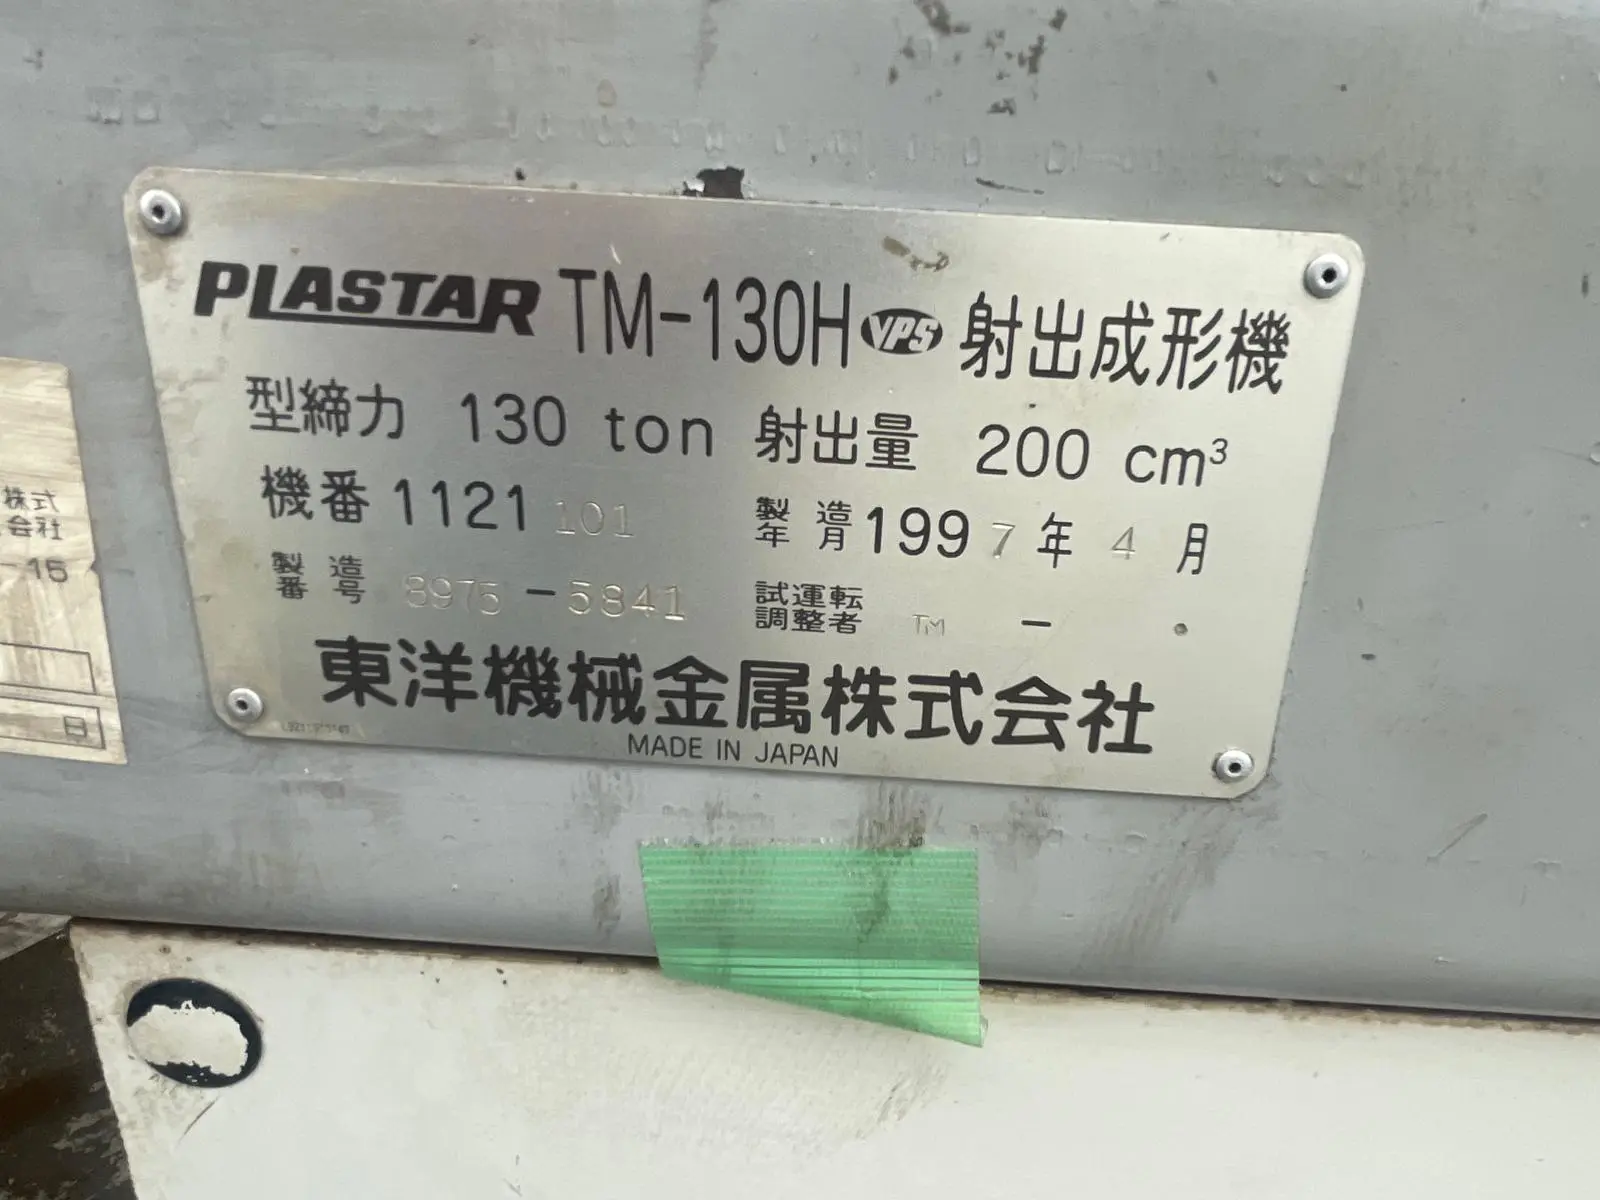 PLASTAR TM-130H VPS 射出成形機
型締力 130 ton 射出量 200 cm³
機番 1121 101 製造年月 1997年 4月
製造番号 8975-5841 試運転調整者 TM - .
東洋機械金属株式会社
MADE IN JAPAN
株式
会社
-16
日